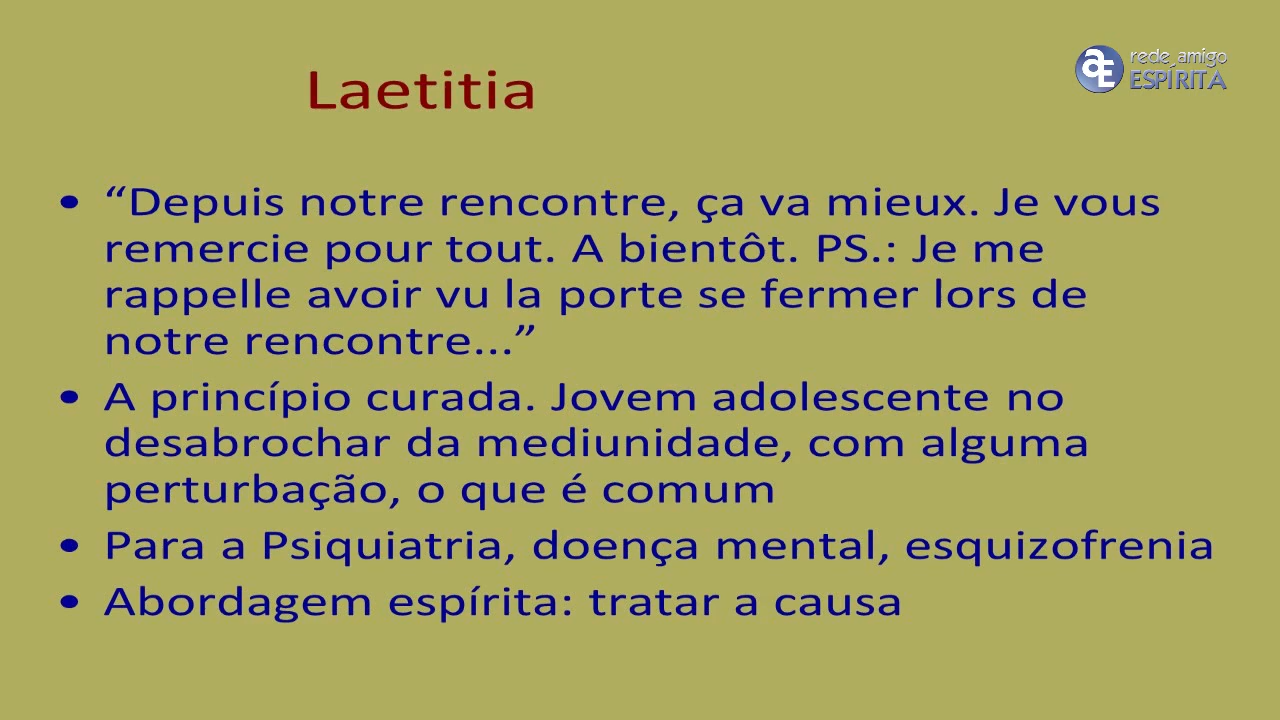 Laetitia
rede amigo
ESPÍRITA
• “Depuis notre rencontre, ça va mieux. Je vous
remercie pour tout. A bientôt. PS.: Je me
rappelle avoir vu la porte se fermer lors de
notre rencontre...”
• A princípio curada. Jovem adolescente no
desabrochar da mediunidade, com alguma
perturbação, o que é comum
• Para a Psiquiatria, doença mental, esquizofrenia
• Abordagem espírita: tratar a causa